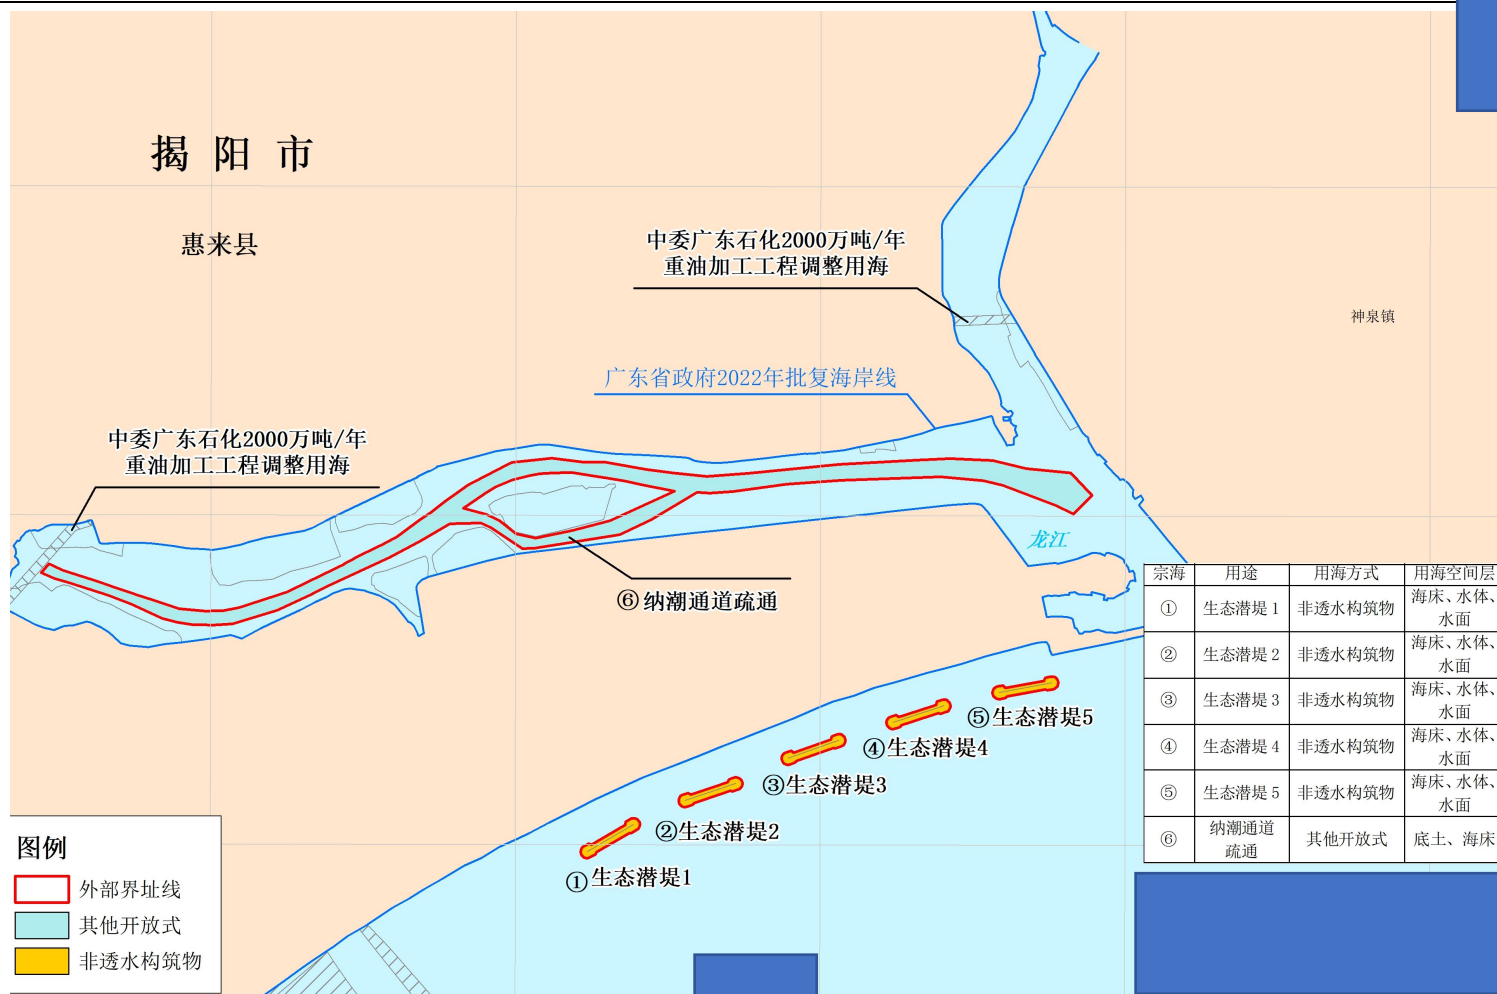 揭阳市
惠来县
中委广东石化2000万吨/年
重油加工工程调整用海
神泉镇
广东省政府2022年批复海岸线
中委广东石化2000万吨/年
重油加工工程调整用海
龙江
⑥纳潮通道疏通
⑤生态潜堤5
④生态潜堤4
③生态潜堤3
②生态潜堤2
①生态潜堤1
宗海 用途 用海方式 用海空间层
① 生态潜堤 1 非透水构筑物 海床、水体、
水面
② 生态潜堤 2 非透水构筑物 海床、水体、
水面
③ 生态潜堤 3 非透水构筑物 海床、水体、
水面
④ 生态潜堤 4 非透水构筑物 海床、水体、
水面
⑤ 生态潜堤 5 非透水构筑物 海床、水体、
水面
⑥ 纳潮通道
疏通 其他开放式 底土、海床
图例
外部界址线
其他开放式
非透水构筑物